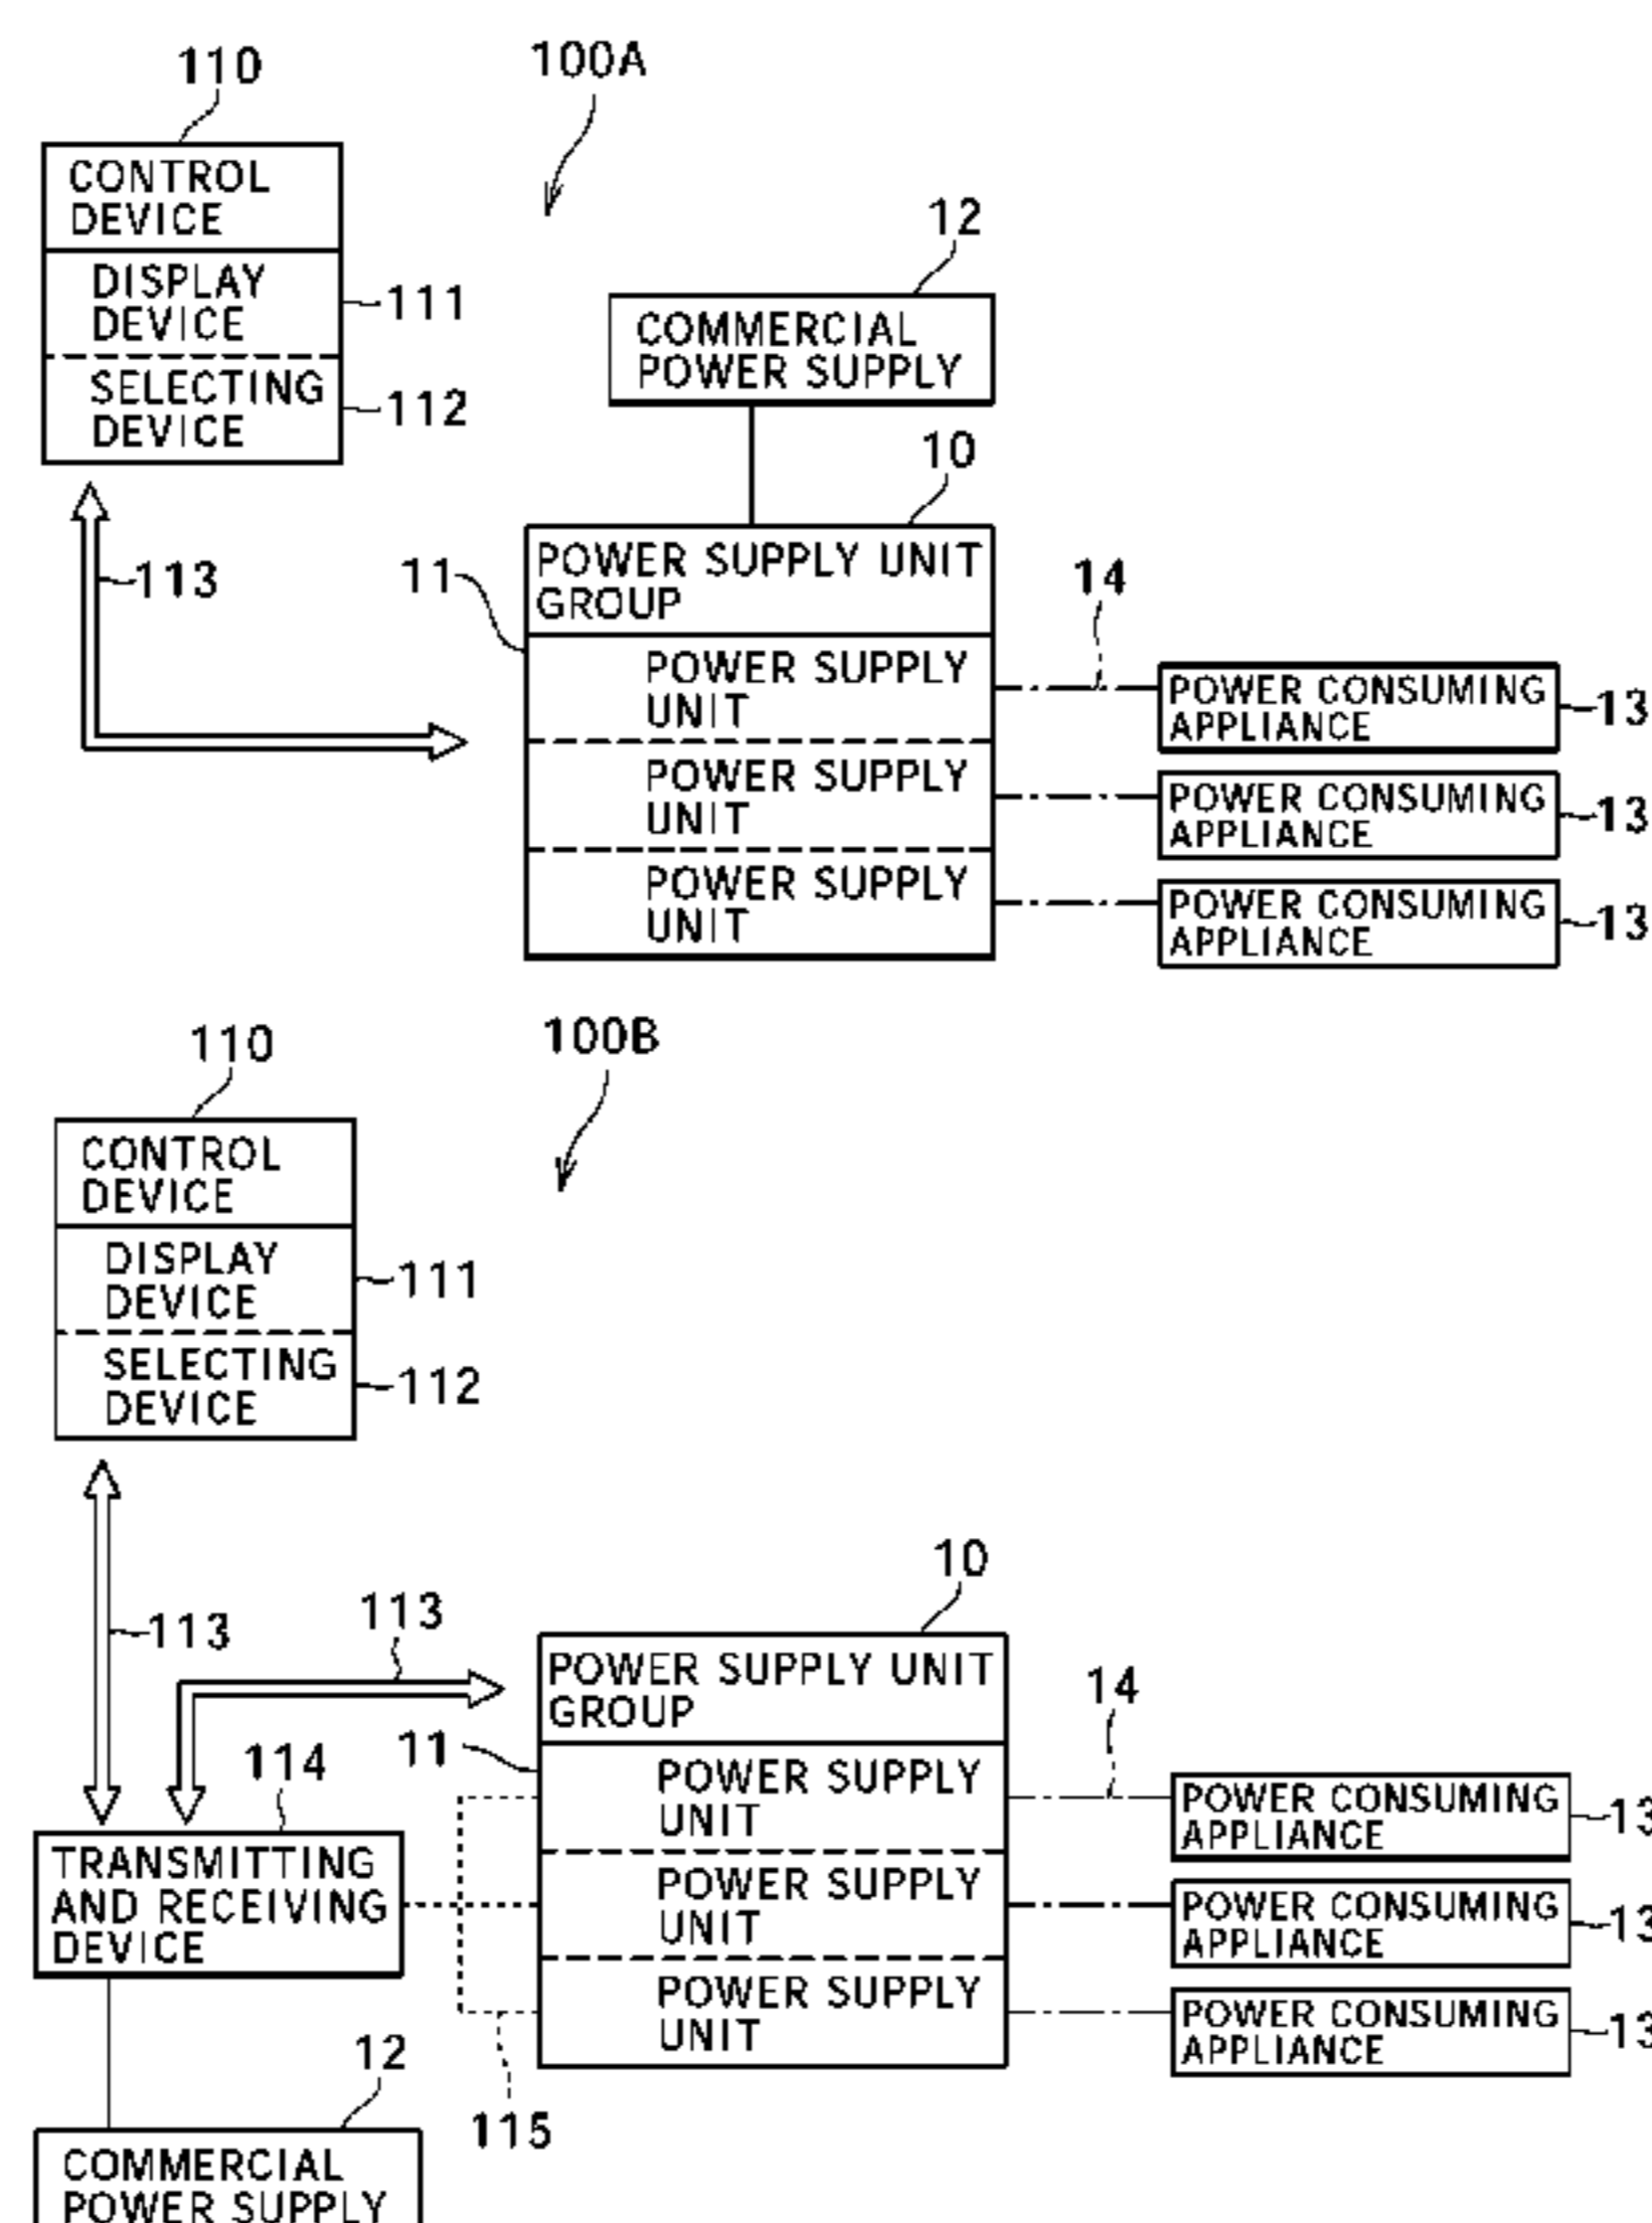 110
100A
CONTROL
DEVICE
DISPLAY
DEVICE
111
SELECTING
DEVICE
112
12
COMMERCIAL
POWER SUPPLY
10
113
11
POWER SUPPLY UNIT
GROUP
14
POWER SUPPLY
UNIT
POWER CONSUMING
APPLIANCE
13
POWER SUPPLY
UNIT
POWER CONSUMING
APPLIANCE
13
POWER SUPPLY
UNIT
POWER CONSUMING
APPLIANCE
13
110
100B
CONTROL
DEVICE
DISPLAY
DEVICE
111
SELECTING
DEVICE
112
10
113
113
POWER SUPPLY UNIT
GROUP
14
114
11
POWER SUPPLY
UNIT
POWER CONSUMING
APPLIANCE
13
TRANSMITTING
AND RECEIVING
DEVICE
POWER SUPPLY
UNIT
POWER CONSUMING
APPLIANCE
13
POWER SUPPLY
UNIT
POWER CONSUMING
APPLIANCE
13
12
115
COMMERCIAL
POWER SUPPLY